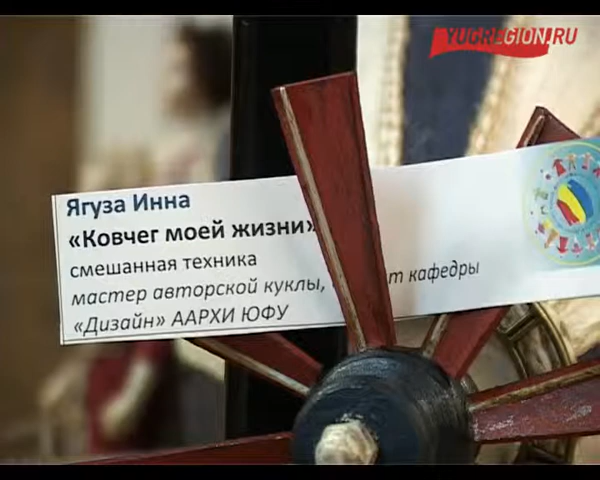 YUGREGION.RU
Ягуза Инна
«Ковчег моей жизни»
смешанная техника
мастер авторской куклы, кафедры
«Дизайн» ААРХИ ЮФУ